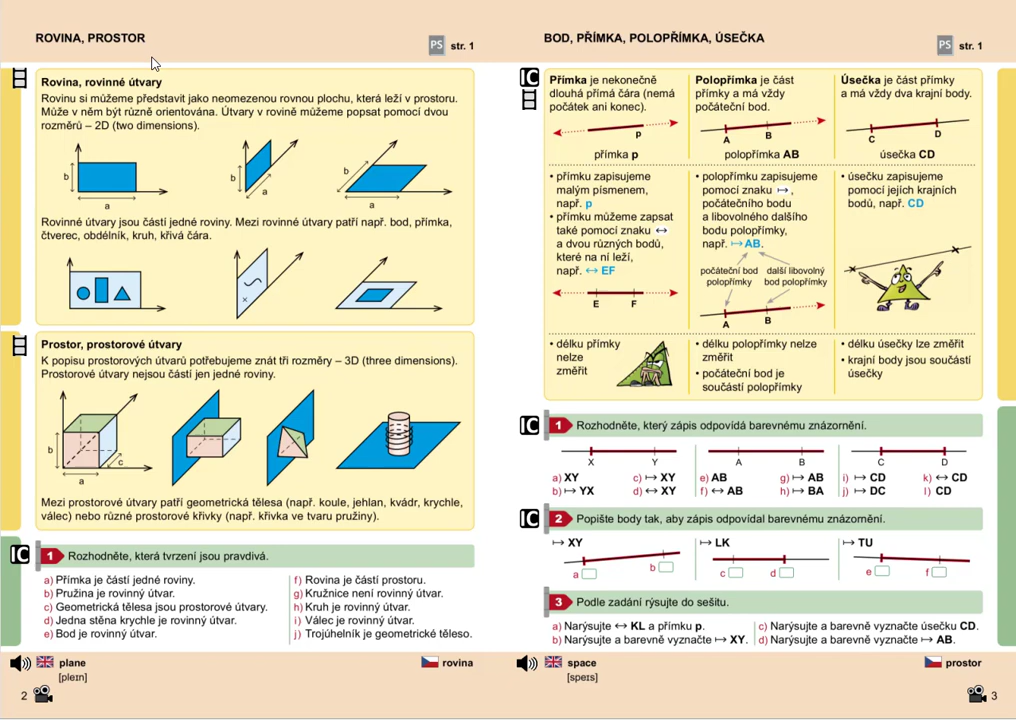 ROVINA, PROSTOR
PS str. 1
Rovina, rovinné útvary
Rovinu si můžeme představit jako neomezenou rovnou plochu, která leží v prostoru.
Může v něm být různě orientována. Útvary v rovině můžeme popsat pomocí dvou
rozměrů – 2D (two dimensions).
b
a
b
a
b
a
Rovinné útvary jsou částí jedné roviny. Mezi rovinné útvary patří např. bod, přímka,
čtverec, obdélník, kruh, křivá čára.
Prostor, prostorové útvary
K popisu prostorových útvarů potřebujeme znát tři rozměry – 3D (three dimensions).
Prostorové útvary nejsou částí jen jedné roviny.
b
c
a
Mezi prostorové útvary patří geometrická tělesa (např. koule, jehlan, kvádr, krychle,
válec) nebo různé prostorové křivky (např. křivka ve tvaru pružiny).
IC
1 Rozhodněte, která tvrzení jsou pravdivá.
a) Přímka je částí jedné roviny.
b) Pružina je rovinný útvar.
c) Geometrická tělesa jsou prostorové útvary.
d) Jedna stěna krychle je rovinný útvar.
e) Bod je rovinný útvar.
f) Rovina je částí prostoru.
g) Kružnice není rovinný útvar.
h) Kruh je rovinný útvar.
i) Válec je rovinný útvar.
j) Trojúhelník je geometrické těleso.
plane
[pleɪn]
rovina
2
BOD, PŘÍMKA, POLOPŘÍMKA, ÚSEČKA
PS str. 1
IC
Přímka je nekonečně
dlouhá přímá čára (nemá
počátek ani konec).
p
přímka p
Polopřímka je část
přímky a má vždy
počáteční bod.
A B
polopřímka AB
Úsečka je část přímky
a má vždy dva krajní body.
C D
úsečka CD
• přímku zapisujeme
malým písmenem,
např. p
• přímku můžeme zapsat
také pomocí znaku ↔
a dvou různých bodů,
které na ní leží,
např. ↔ EF
E F
• polopřímku zapisujeme
pomocí znaku ↦,
počátečního bodu
a libovolného dalšího
bodu polopřímky,
např. ↦ AB.
počáteční bod další libovolný
polopřímky bod polopřímky
A B
• úsečku zapisujeme
pomocí jejích krajních
bodů, např. CD
• délku přímky
nelze
změřit
• délku polopřímky nelze
změřit
• počáteční bod je
součástí polopřímky
• délku úsečky lze změřit
• krajní body jsou součástí
úsečky
IC
1 Rozhodněte, který zápis odpovídá barevnému znázornění.
X Y
a) XY c) ↦ XY
b) ↦ YX d) ↔ XY
A B
e) AB g) ↦ AB
f) ↔ AB h) ↦ BA
C D
i) ↦ CD k) ↔ CD
j) ↦ DC l) CD
IC
2 Popište body tak, aby zápis odpovídal barevnému znázornění.
↦ XY
a b
↦ LK
c d
↦ TU
e f
3 Podle zadání rýsujte do sešitu.
a) Narýsujte ↔ KL a přímku p.
b) Narýsujte a barevně vyznačte ↦ XY.
c) Narýsujte a barevně vyznačte úsečku CD.
d) Narýsujte a barevně vyznačte ↦ AB.
space
[speɪs]
prostor
3